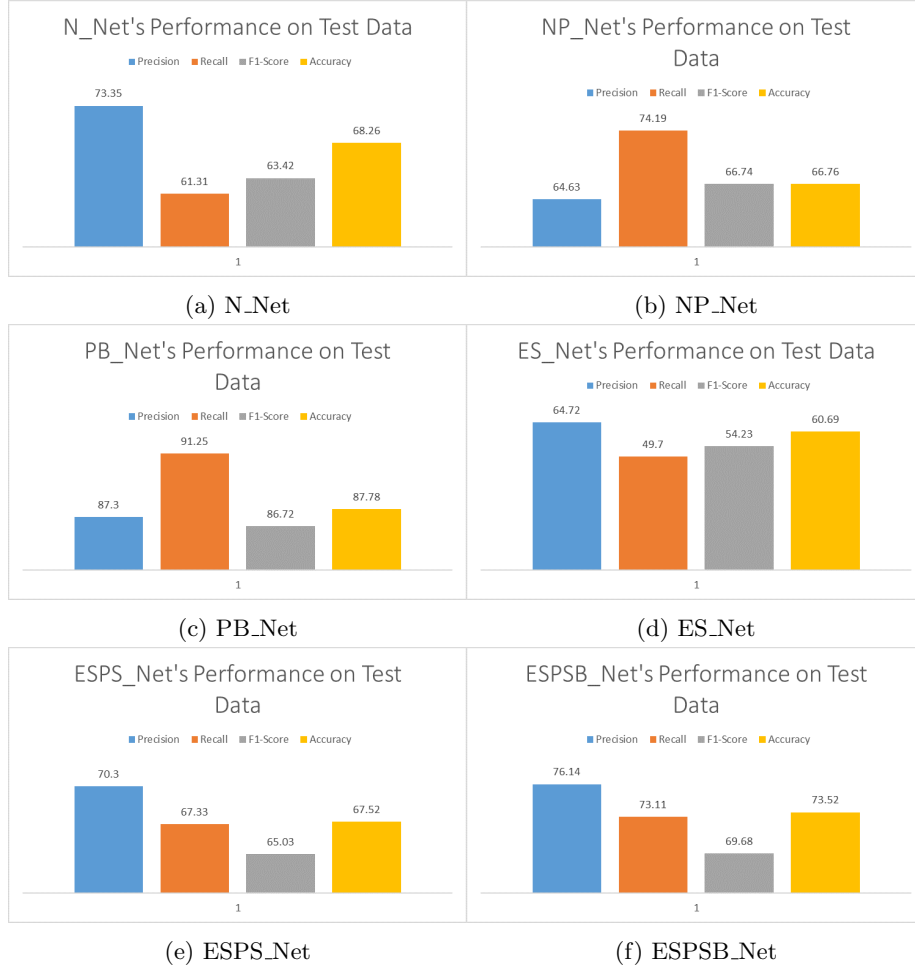 N_Net's Performance on Test Data
Precision Recall F1-Score Accuracy
73.35
61.31
63.42
68.26
1
(a) N_Net
NP_Net's Performance on Test
Data
Precision Recall F1-Score Accuracy
64.63
74.19
66.74
66.76
1
(b) NP_Net
PB_Net's Performance on Test
Data
Precision Recall F1-Score Accuracy
87.3
91.25
86.72
87.78
1
(c) PB_Net
ES_Net's Performance on Test Data
Precision Recall F1-Score Accuracy
64.72
49.7
54.23
60.69
1
(d) ES_Net
ESPS_Net's Performance on Test
Data
Precision Recall F1-Score Accuracy
70.3
67.33
65.03
67.52
1
(e) ESPS_Net
ESPSB_Net's Performance on Test
Data
Precision Recall F1-Score Accuracy
76.14
73.11
69.68
73.52
1
(f) ESPSB_Net